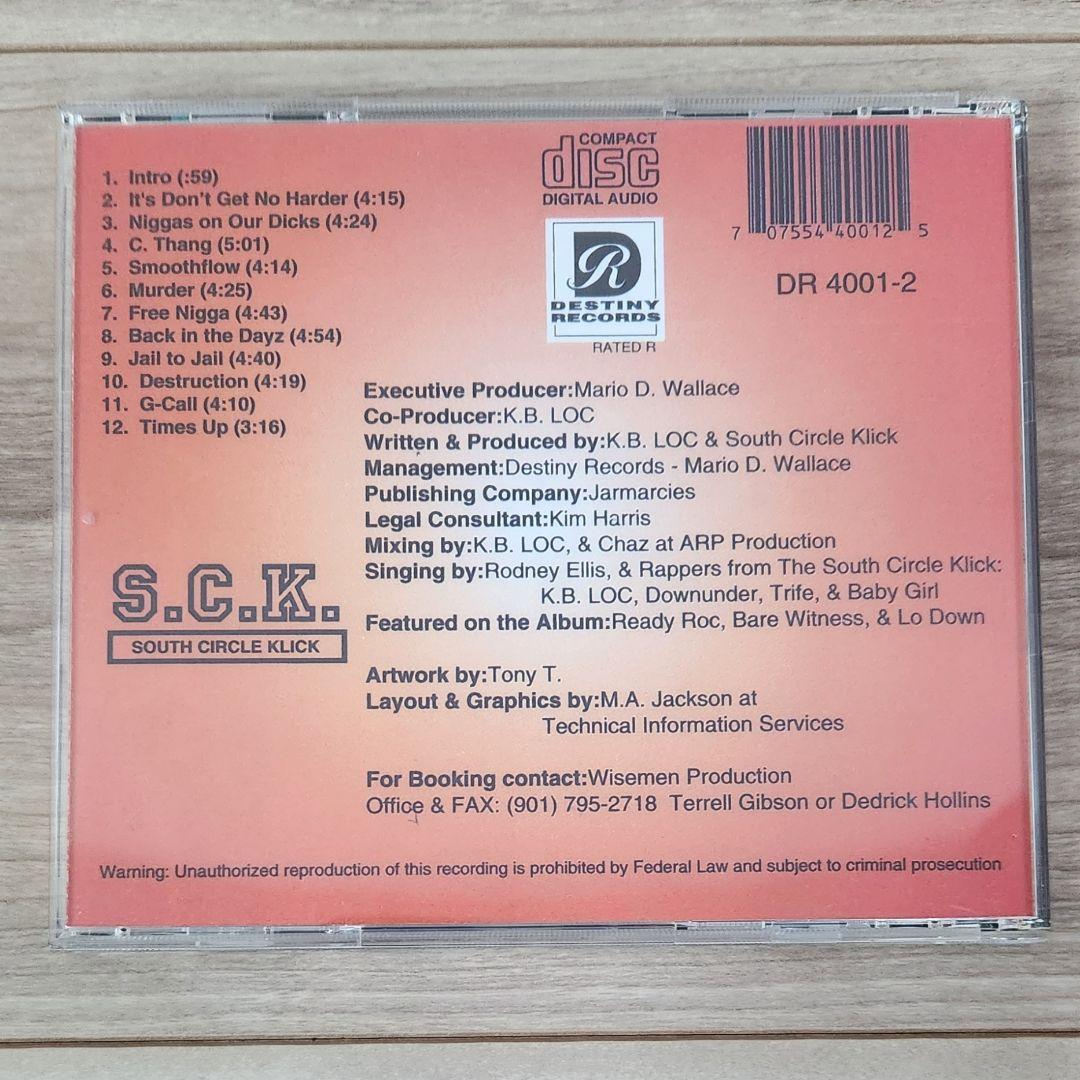 1. Intro (:59)
2. It's Don't Get No Harder (4:15)
3. Niggas on Our Dicks (4:24)
4. C. Thang (5:01)
5. Smoothflow (4:14)
6. Murder (4:25)
7. Free Nigga (4:43)
8. Back in the Dayz (4:54)
9. Jail to Jail (4:40)
10. Destruction (4:19)
11. G-Call (4:10)
12. Times Up (3:16)
COMPACT
disc
DIGITAL AUDIO
DR
DESTINY
RECORDS
RATED R
7 07554 40012 5
DR 4001-2
Executive Producer:Mario D. Wallace
Co-Producer:K.B. LOC
Written & Produced by:K.B. LOC & South Circle Klick
Management:Destiny Records - Mario D. Wallace
Publishing Company:Jarmarcies
Legal Consultant:Kim Harris
Mixing by:K.B. LOC, & Chaz at ARP Production
Singing by:Rodney Ellis, & Rappers from The South Circle Klick:
K.B. LOC, Downunder, Trife, & Baby Girl
Featured on the Album:Ready Roc, Bare Witness, & Lo Down
S.C.K.
SOUTH CIRCLE KLICK
Artwork by:Tony T.
Layout & Graphics by:M.A. Jackson at
Technical Information Services
For Booking contact:Wisemen Production
Office & FAX: (901) 795-2718 Terrell Gibson or Dedrick Hollins
Warning: Unauthorized reproduction of this recording is prohibited by Federal Law and subject to criminal prosecution